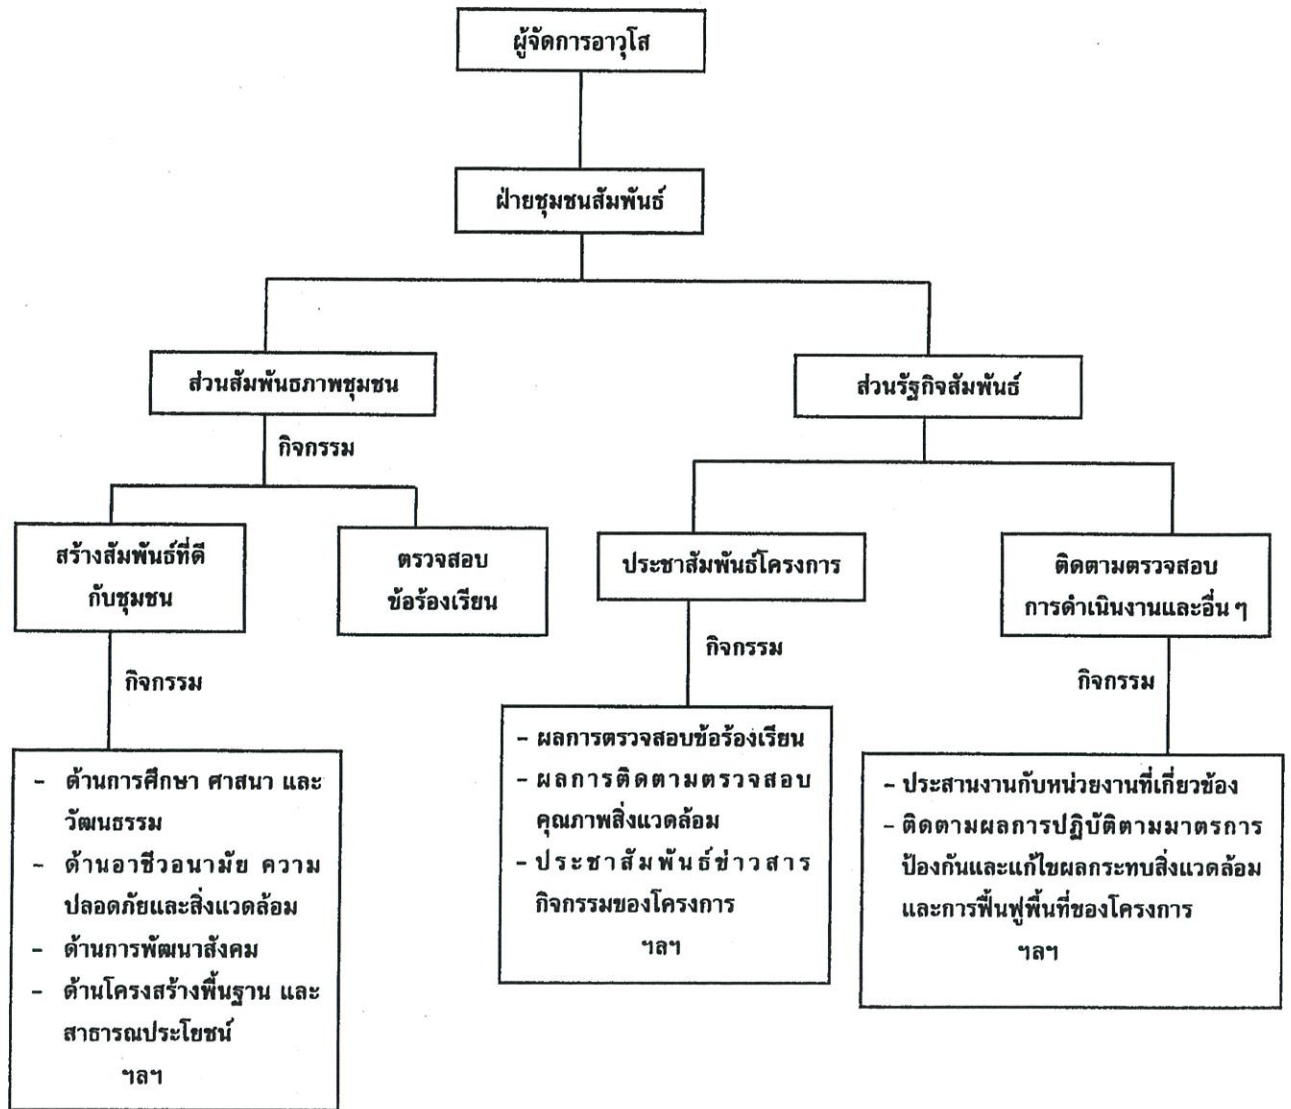 ผู้จัดการอาวุโส
ฝ่ายชุมชนสัมพันธ์
ส่วนสัมพันธภาพชุมชน
ส่วนรัฐกิจสัมพันธ์
กิจกรรม
สร้างสัมพันธ์ที่ดี
กับชุมชน
ตรวจสอบ
ข้อร้องเรียน
ประชาสัมพันธ์โครงการ
ติดตามตรวจสอบ
การดำเนินงานและอื่น ๆ
กิจกรรม
กิจกรรม
กิจกรรม
- ด้านการศึกษา ศาสนา และ
วัฒนธรรม
- ด้านอาชีวอนามัย ความ
ปลอดภัยและสิ่งแวดล้อม
- ด้านการพัฒนาสังคม
- ด้านโครงสร้างพื้นฐาน และ
สาธารณประโยชน์
ฯลฯ
- ผลการตรวจสอบข้อร้องเรียน
- ผลการติดตามตรวจสอบ
คุณภาพสิ่งแวดล้อม
- ประชาสัมพันธ์ข่าวสาร
กิจกรรมของโครงการ
ฯลฯ
- ประสานงานกับหน่วยงานที่เกี่ยวข้อง
- ติดตามผลการปฏิบัติตามมาตรการ
ป้องกันและแก้ไขผลกระทบสิ่งแวดล้อม
และการฟื้นฟูพื้นที่ของโครงการ
ฯลฯ